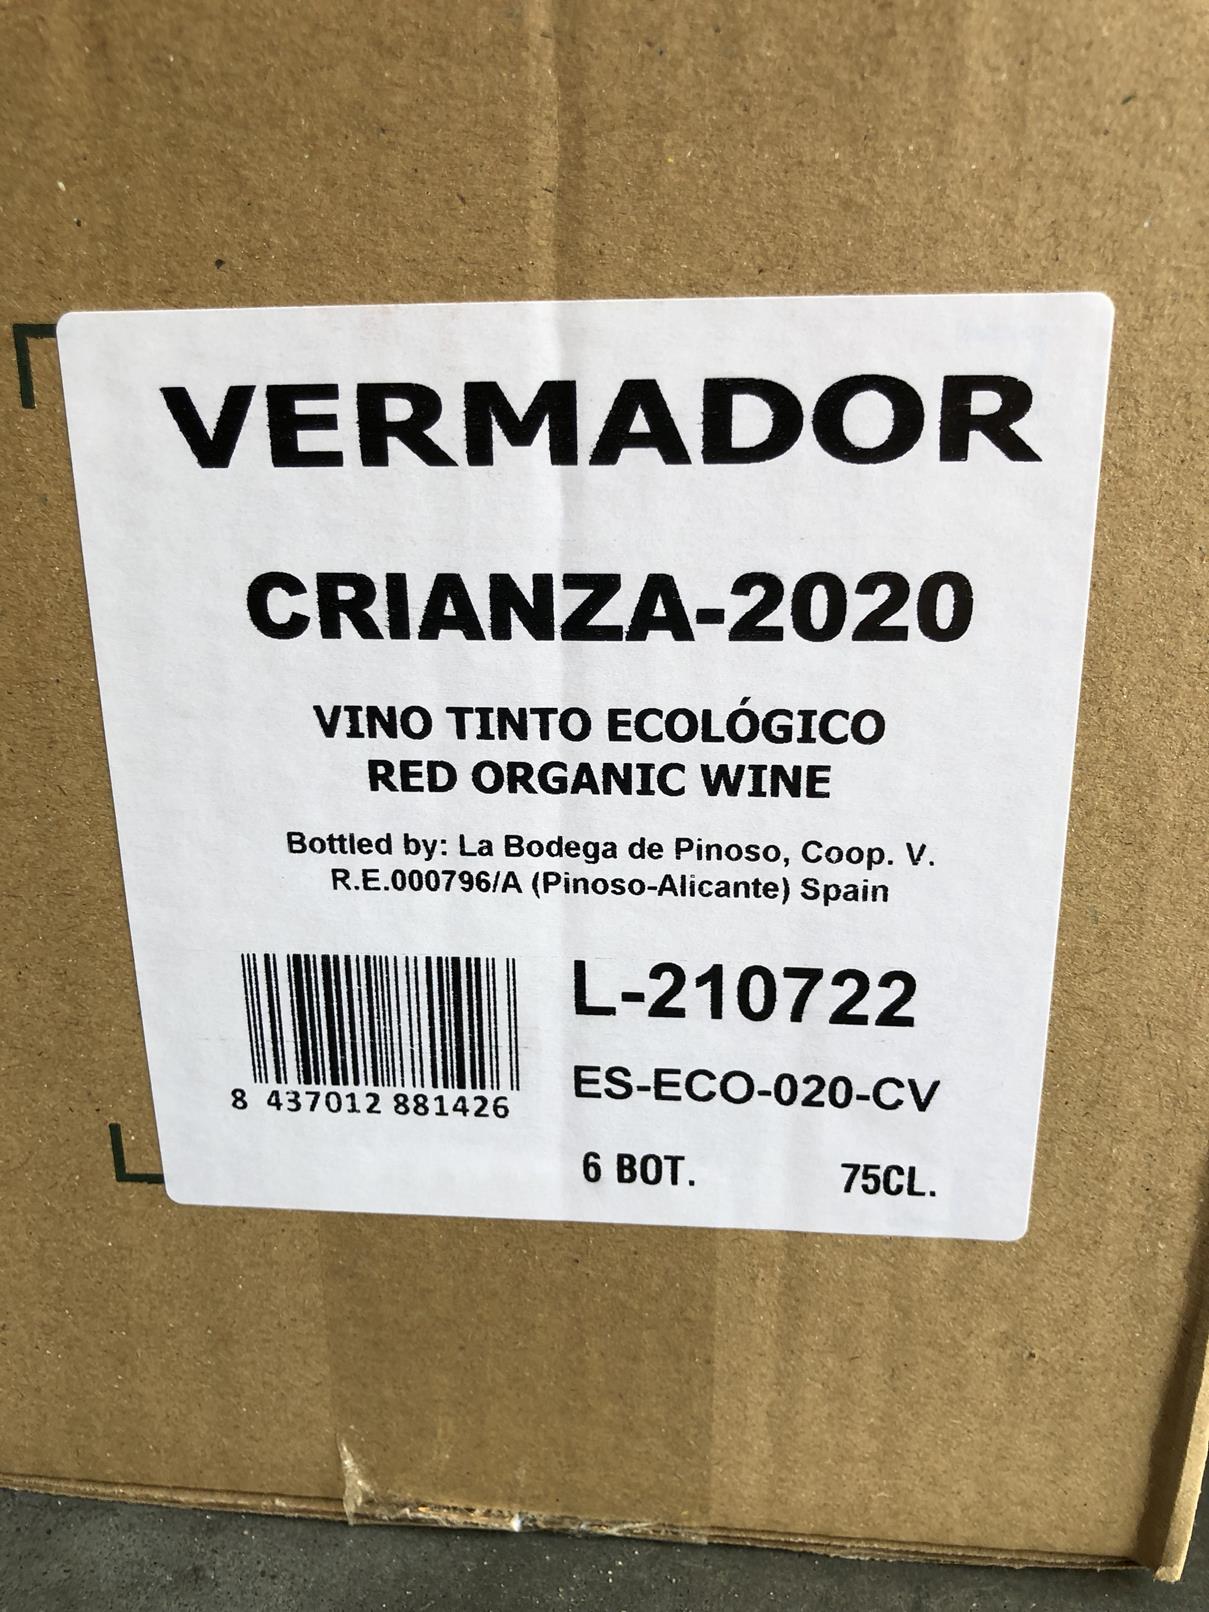 VERMADOR
CRIANZA-2020
VINO TINTO ECOLÓGICO
RED ORGANIC WINE
Bottled by: La Bodega de Pinoso, Coop. V.
R.E.000796/A (Pinoso-Alicante) Spain
L-210722
8 437012 881426
ES-ECO-020-CV
6 BOT. 75CL.